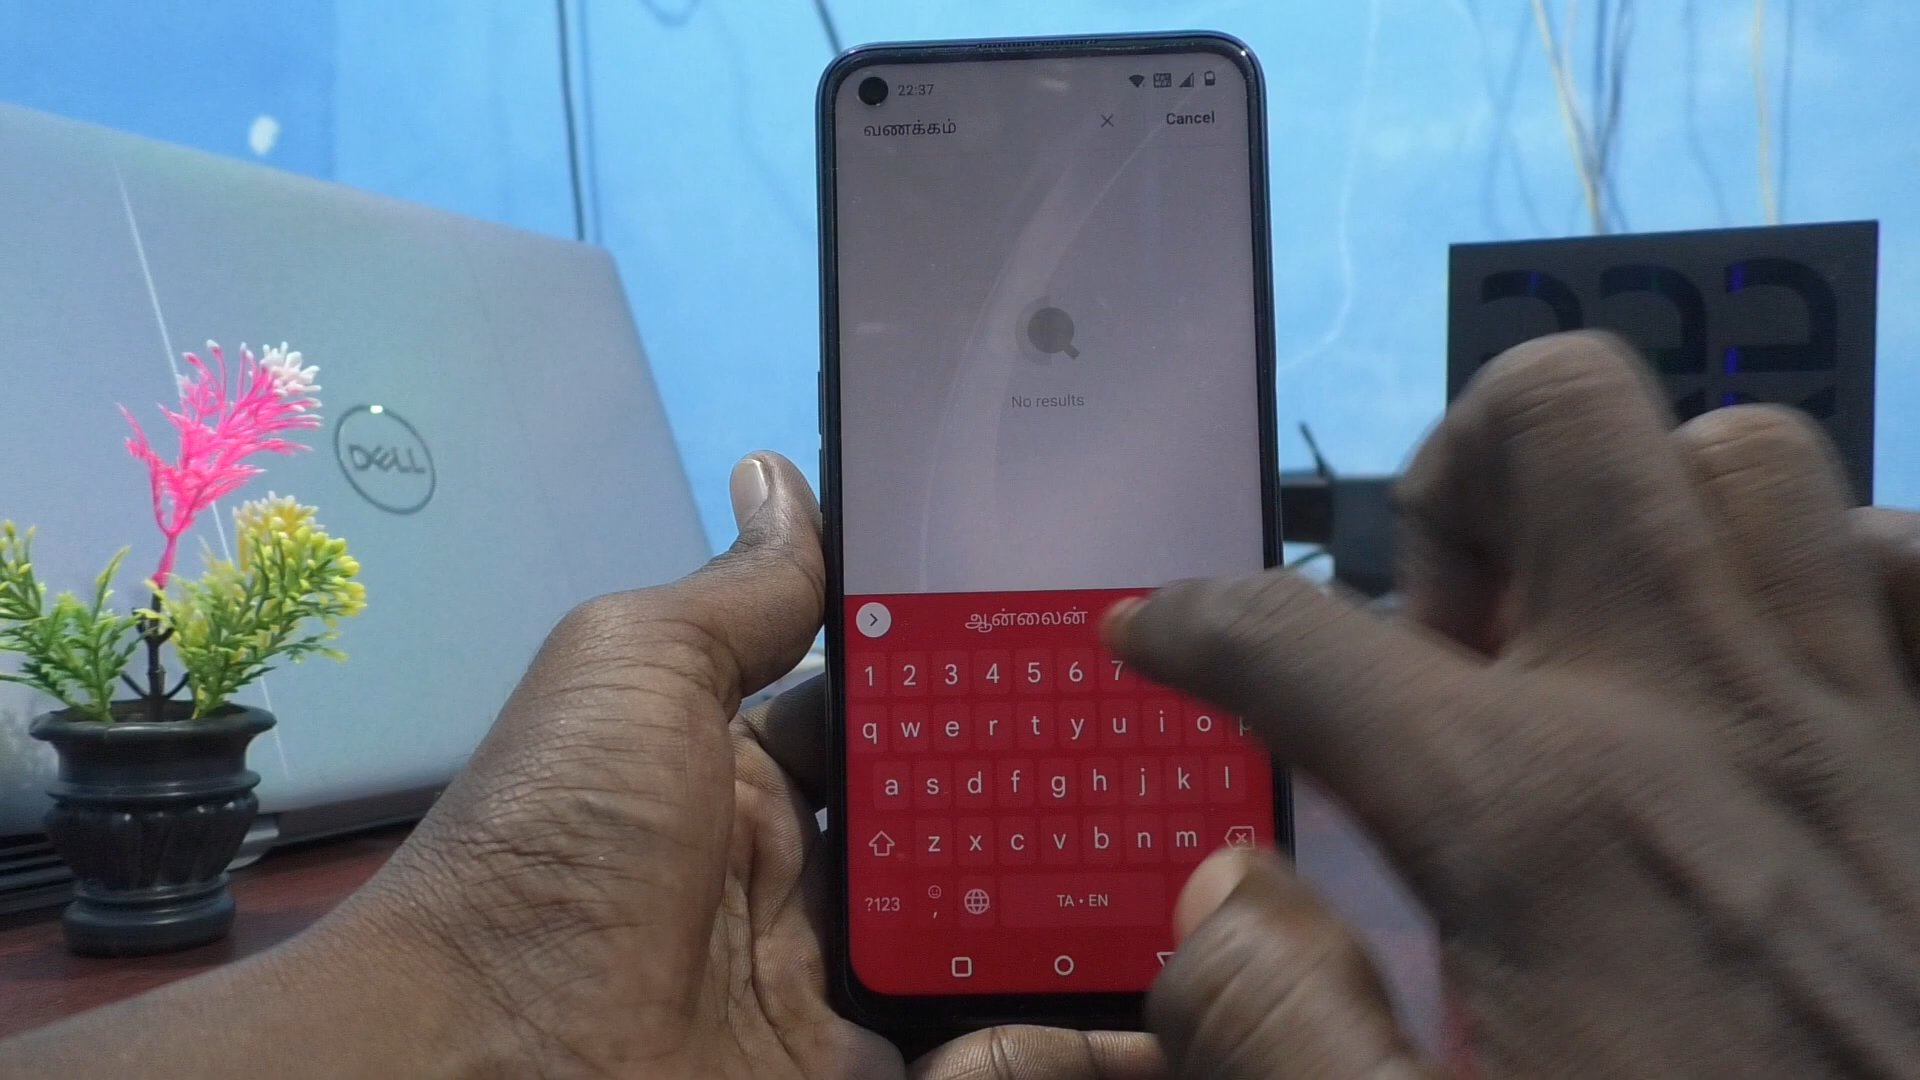 22:37
வணக்கம்
Cancel
No results
DELL
ஆன்லைன்
1 2 3 4 5 6 7
q w e r t y u i o p
a s d f g h j k l
z x c v b n m
?123 , TA • EN